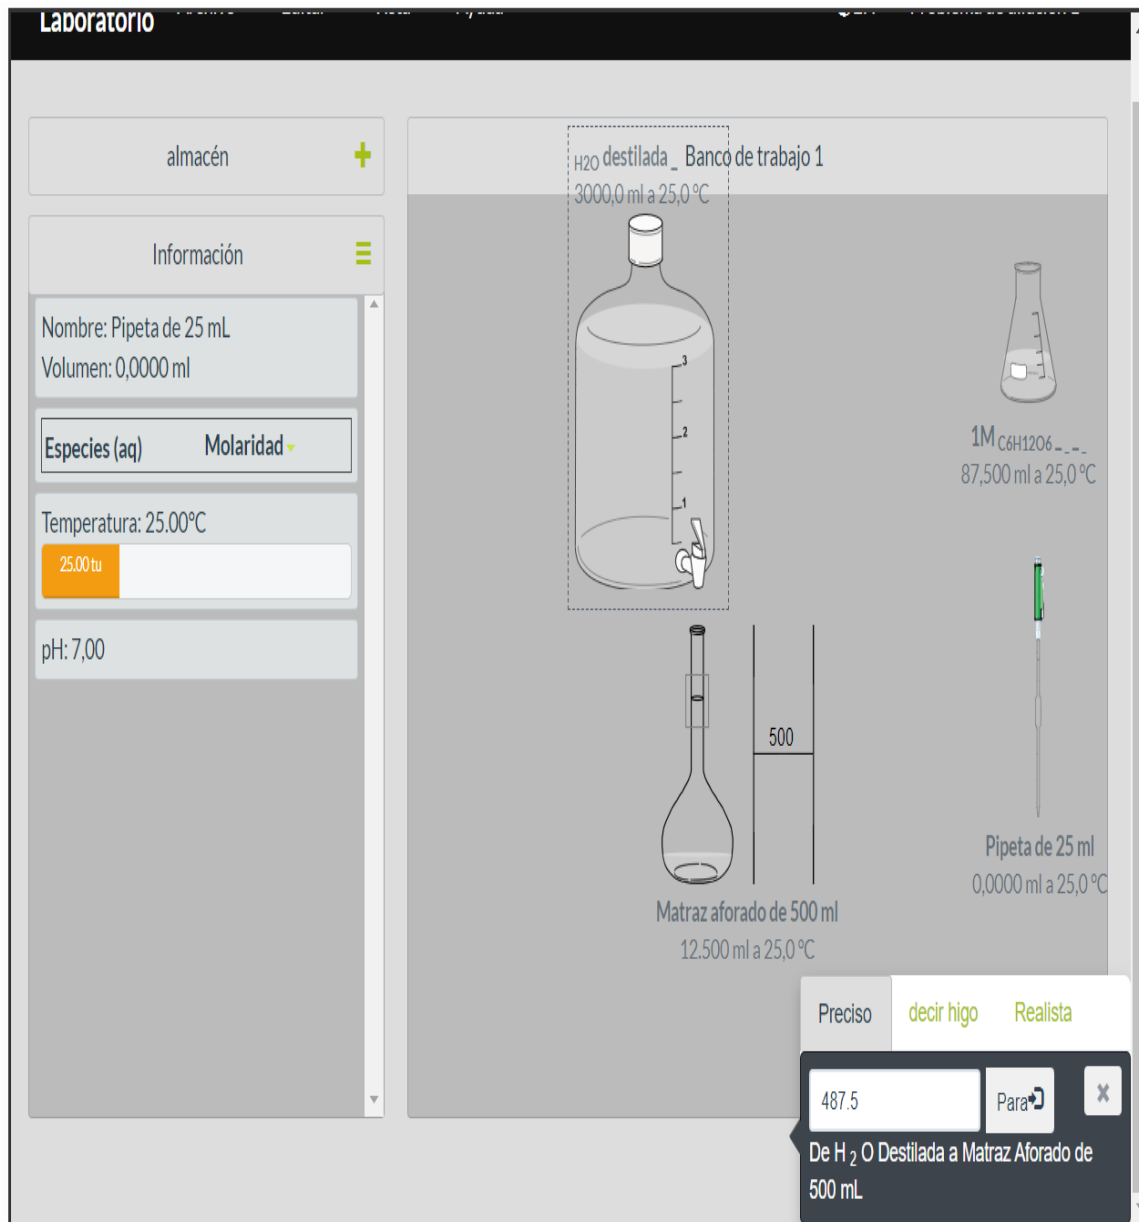 Laboratorio
almacén
Información
Nombre: Pipeta de 25 mL
Volumen: 0,0000 ml
Especies (aq) Molaridad
Temperatura: 25.00°C
25.00 tu
pH: 7,00
H2O destilada _ Banco de trabajo 1
3000,0 ml a 25,0 °C
3
2
1
1M C6H12O6 _ _ _ _
87,500 ml a 25,0 °C
500
Pipeta de 25 ml
0,0000 ml a 25,0 °C
Matraz aforado de 500 ml
12.500 ml a 25,0 °C
Preciso decir higo Realista
487.5 Para
De H 2 O Destilada a Matraz Aforado de
500 mL